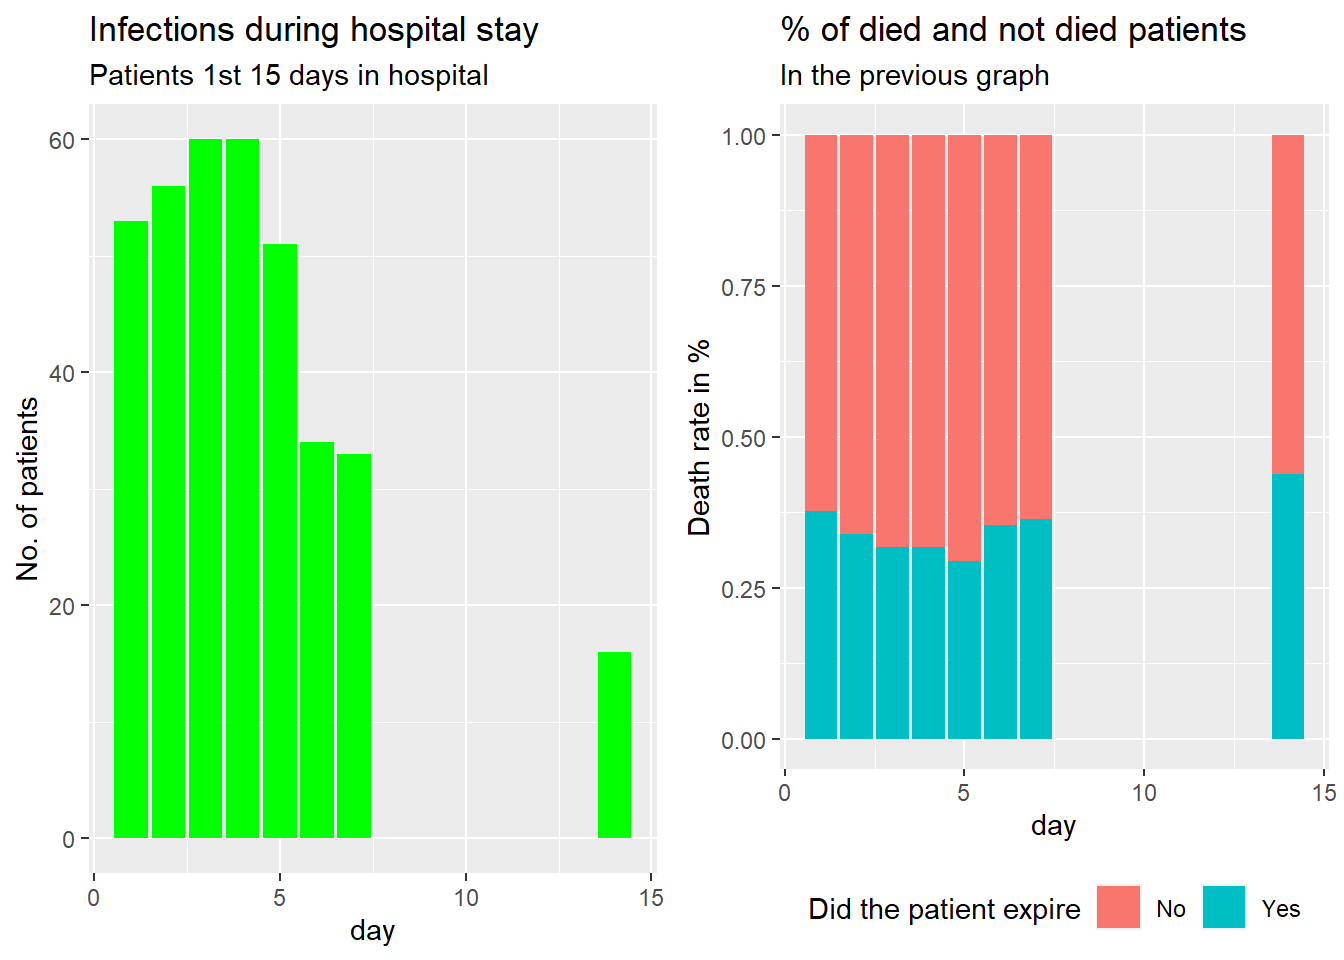 Infections during hospital stay
Patients 1st 15 days in hospital
60
40
20
0
No. of patients
0 5 10 15
day
% of died and not died patients
In the previous graph
1.00
0.75
0.50
0.25
0.00
Death rate in %
0 5 10 15
day
Did the patient expire No Yes